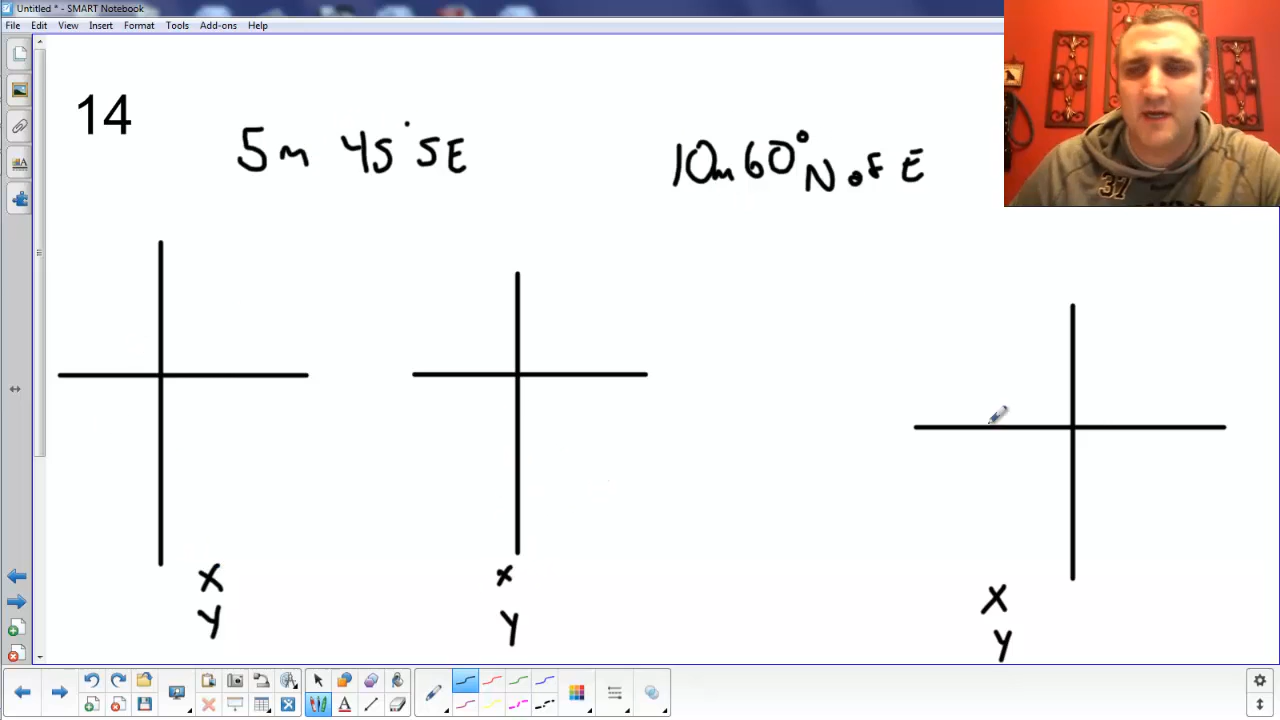 Untitled * - SMART Notebook
File Edit View Insert Format Tools Add-ons Help
14
5m 45° SE
10m 60° N of E
37
X
Y
x
y
X
y
A